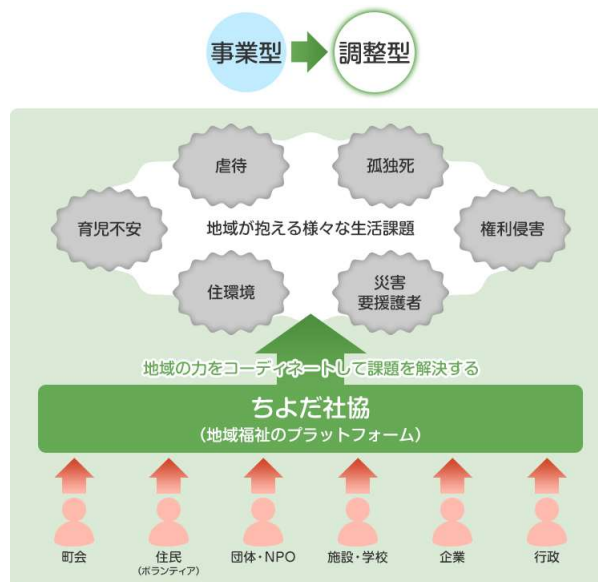 事業型
調整型
虐待
孤独死
育児不安
地域が抱える様々な生活課題
権利侵害
住環境
災害
要援護者
地域の力をコーディネートして課題を解決する
ちよだ社協
（地域福祉のプラットフォーム）
町会
住民
（ボランティア）
団体・NPO
施設・学校
企業
行政